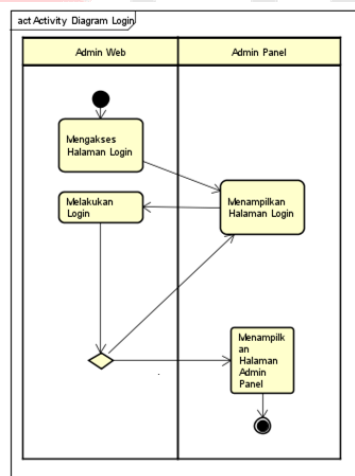 act Activity Diagram Login
Admin Web
Admin Panel
Mengakses
Halaman Login
Menampilkan
Halaman Login
Melakukan
Login
Menampilk
an
Halaman
Admin
Panel